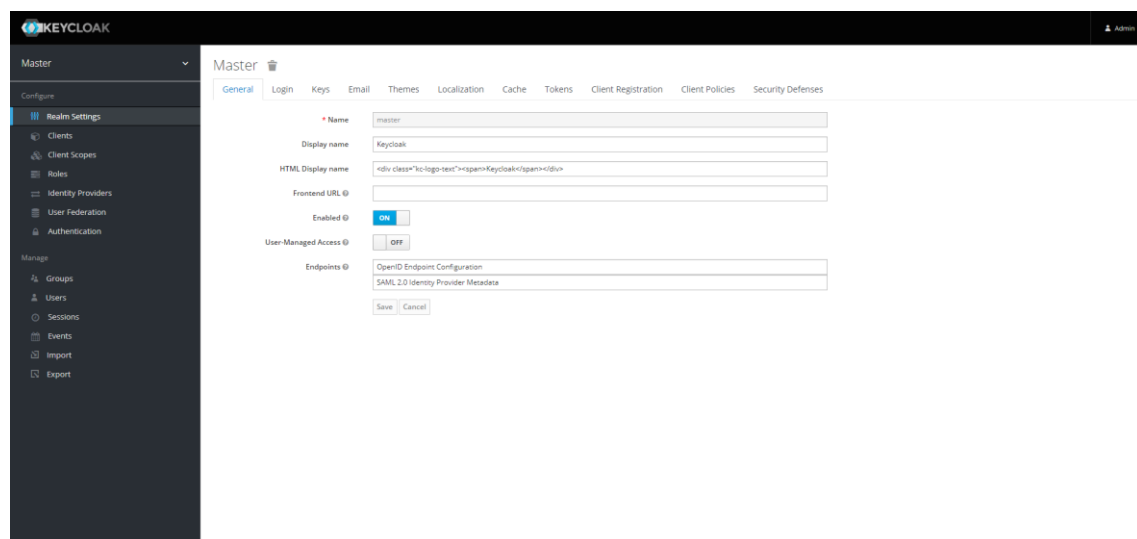 KEYCLOAK
Admin
Master
Configure
Realm Settings
Clients
Client Scopes
Roles
Identity Providers
User Federation
Authentication
Manage
Groups
Users
Sessions
Events
Import
Export
Master
General Login Keys Email Themes Localization Cache Tokens Client Registration Client Policies Security Defenses
* Name master
Display name Keycloak
HTML Display name <div class="kc-logo-text"><span>Keycloak</span></div>
Frontend URL
Enabled ON
User-Managed Access OFF
Endpoints OpenID Endpoint Configuration
SAML 2.0 Identity Provider Metadata
Save Cancel